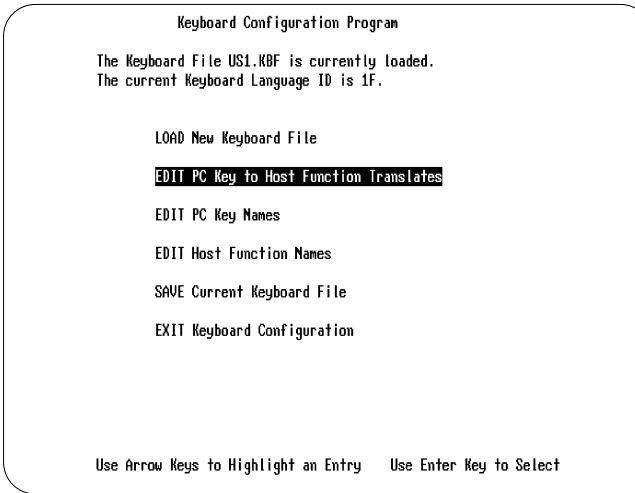 Keyboard Configuration Program
The Keyboard File US1.KBF is currently loaded.
The current Keyboard Language ID is 1F.
LOAD New Keyboard File
EDIT PC Key to Host Function Translates
EDIT PC Key Names
EDIT Host Function Names
SAVE Current Keyboard File
EXIT Keyboard Configuration
Use Arrow Keys to Highlight an Entry Use Enter Key to Select